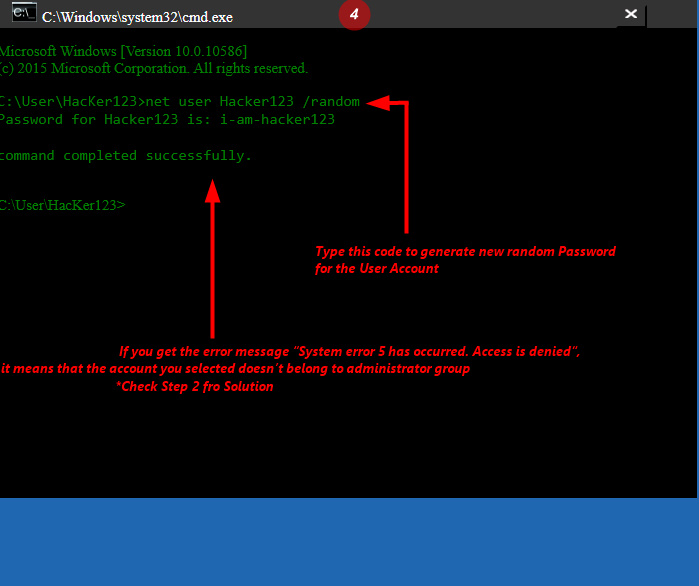 C:\Windows\system32\cmd.exe
4
Microsoft Windows [Version 10.0.10586]
(c) 2015 Microsoft Corporation. All rights reserved.
C:\User\HacKer123>net user Hacker123 /random
Password for Hacker123 is: i-am-hacker123
command completed successfully.
C:\User\HacKer123>
Type this code to generate new random Password
for the User Account
If you get the error message "System error 5 has occurred. Access is denied",
it means that the account you selected doesn't belong to administrator group
*Check Step 2 fro Solution